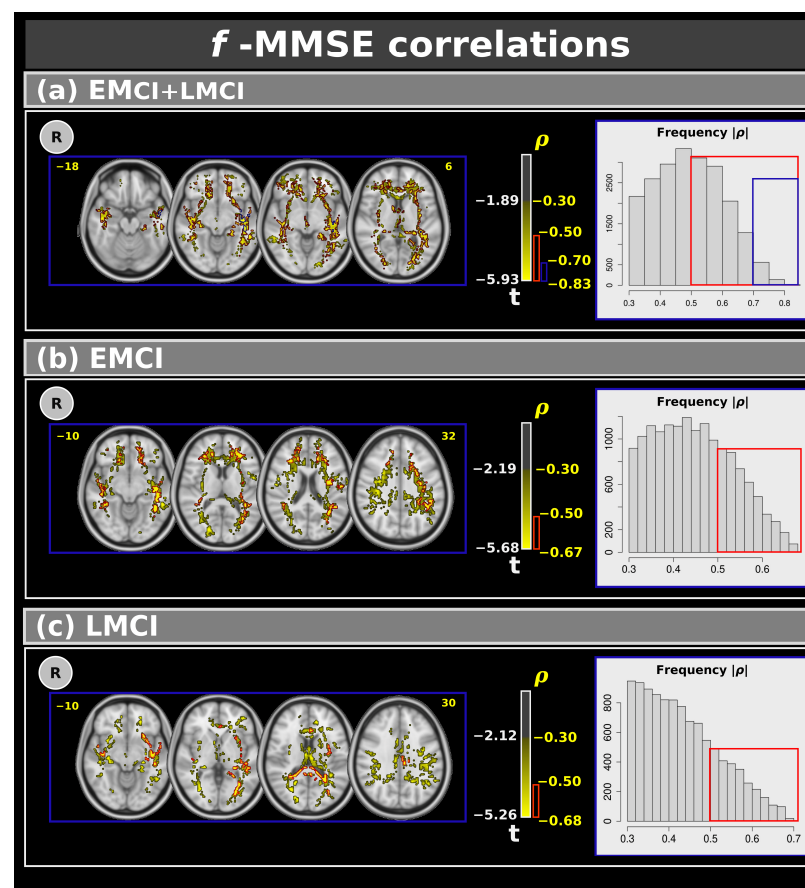 f -MMSE correlations
(a) EMCI+LMCI
R
−18
6
ρ
−1.89
−0.30
−0.50
−0.70
−5.93
−0.83
t
Frequency |ρ|
0
500
1500
2500
0.3 0.4 0.5 0.6 0.7 0.8
(b) EMCI
R
−10
32
ρ
−2.19
−0.30
−0.50
−5.68
−0.67
t
Frequency |ρ|
0
200
600
1000
0.3 0.4 0.5 0.6
(c) LMCI
R
−10
30
ρ
−2.12
−0.30
−0.50
−5.26
−0.68
t
Frequency |ρ|
0
200
400
600
800
0.3 0.4 0.5 0.6 0.7